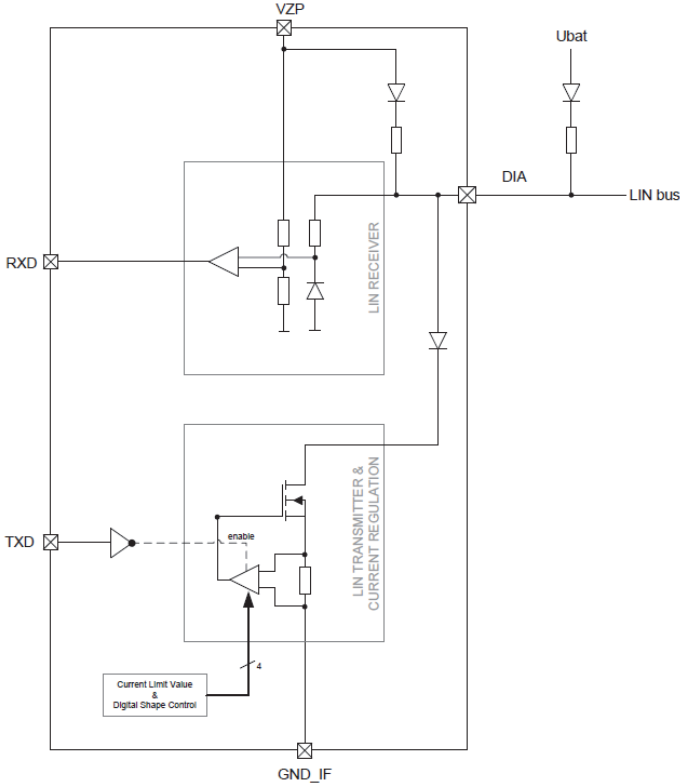 VZP
Ubat
DIA
LIN bus
RXD
LIN RECEIVER
TXD
enable
LIN TRANSMITTER &
CURRENT REGULATION
4
Current Limit Value
&
Digital Shape Control
GND_IF